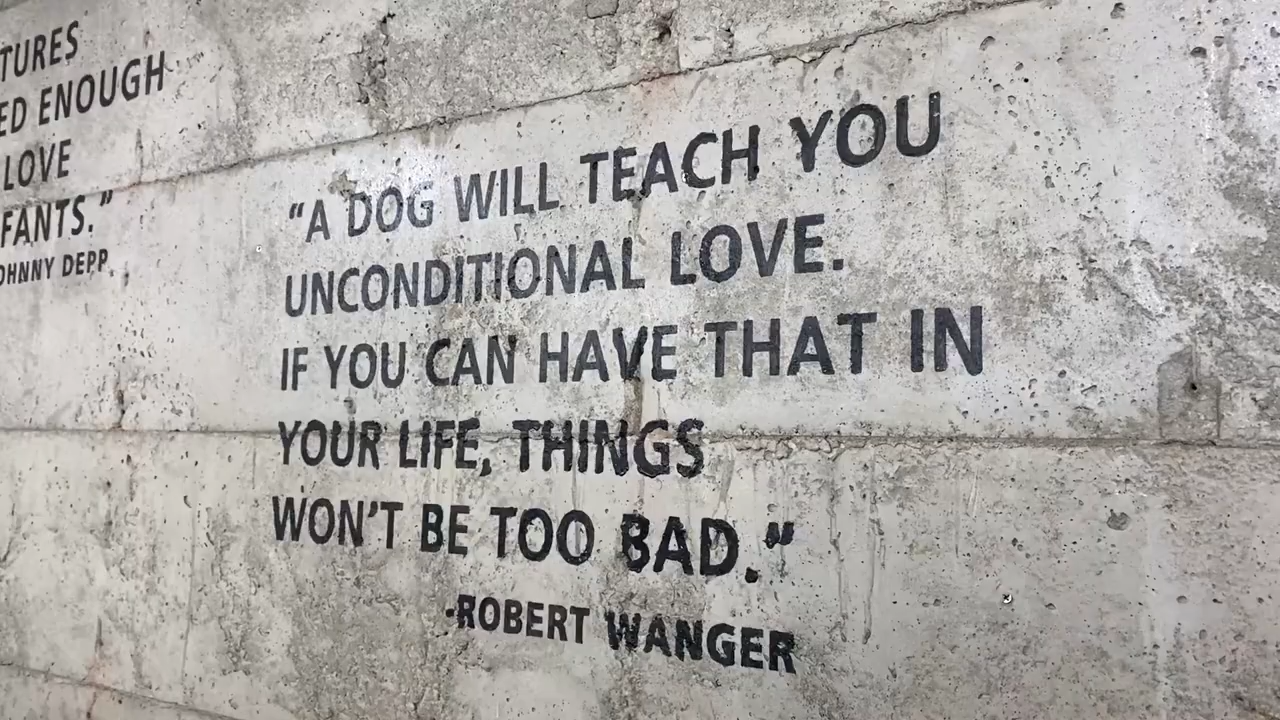 TURES
ENOUGH
LOVE
FANTS.”
OHNNY DEPP
“A DOG WILL TEACH YOU
UNCONDITIONAL LOVE.
IF YOU CAN HAVE THAT IN
YOUR LIFE, THINGS
WON’T BE TOO BAD.”
-ROBERT WANGER